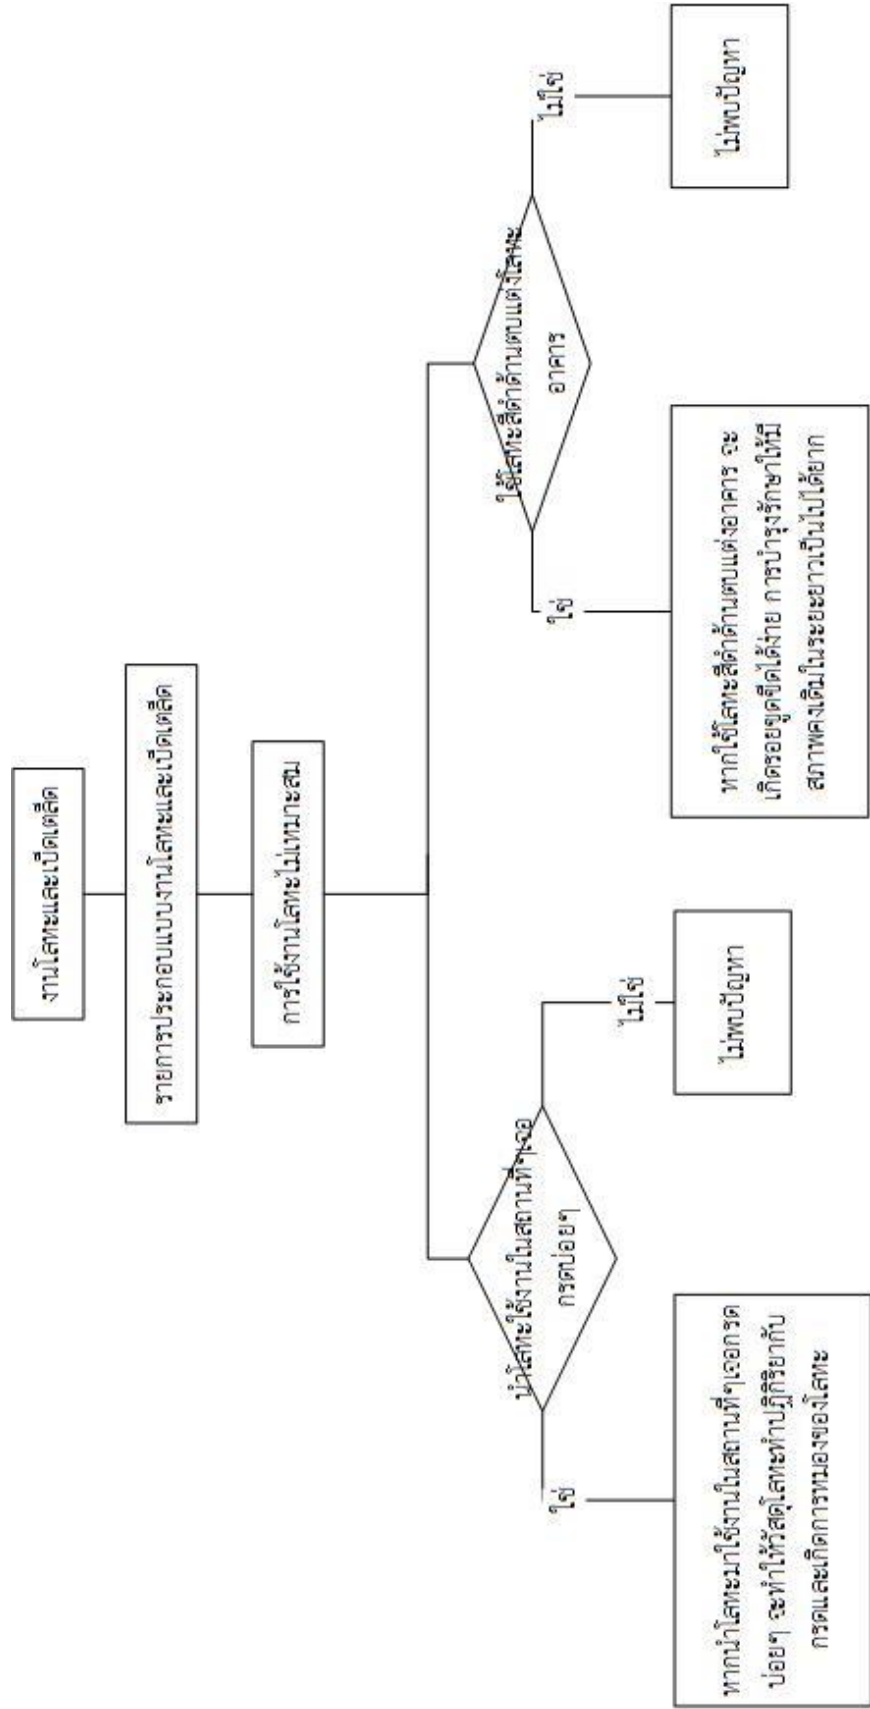 งานโลหะและเบ็ดเตล็ด
รายการประกอบแบบงานโลหะและเบ็ดเตล็ด
การใช้งานโลหะไม่เหมาะสม
นำโลหะใช้งานในสถานที่ๆเจอ
กรดบ่อยๆ
ใช้โลหะสีดำด้านตบแต่งโลหะ
อาคาร
ใช่
ไม่ใช่
ใช่
ไม่ใช่
หากนำโลหะมาใช้งานในสถานที่ๆเจอกรด
บ่อยๆ จะทำให้วัสดุโลหะทำปฏิกิริยากับ
กรดและเกิดการหมองของโลหะ
ไม่พบปัญหา
หากใช้โลหะสีดำด้านตบแต่งอาคาร จะ
เกิดรอยขูดขีดได้ง่าย การบำรุงรักษาให้มี
สภาพคงเดิมในระยะยาวเป็นไปได้ยาก
ไม่พบปัญหา